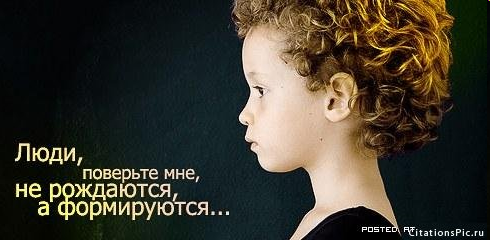 Люди,
поверьте мне,
не рождаются,
а формируются...
POSTED AT CitationsPic.ru